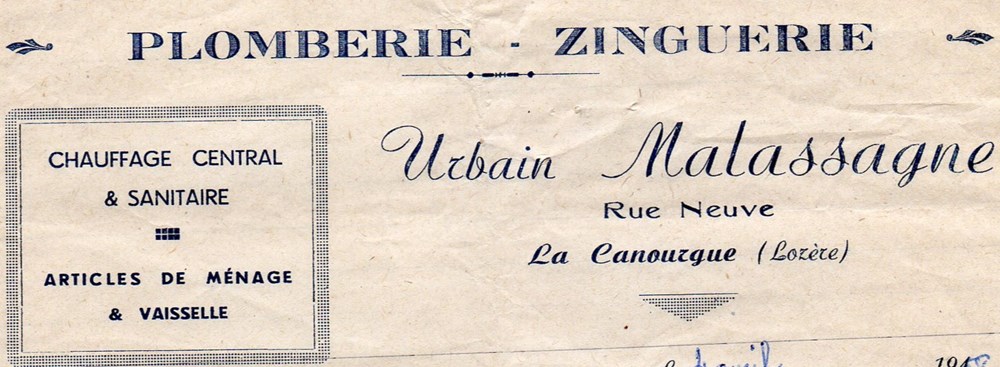 PLOMBERIE - ZINGUERIE
CHAUFFAGE CENTRAL
& SANITAIRE
ARTICLES DE MÉNAGE
& VAISSELLE
Urbain Malassagne
Rue Neuve
La Canourgue (Lozère)